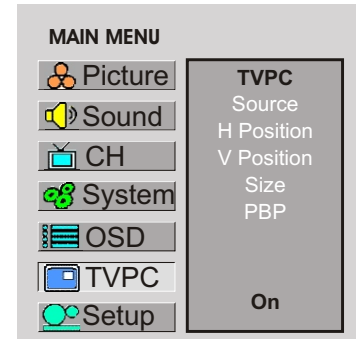 MAIN MENU
Picture
Sound
CH
System
OSD
TVPC
Setup
TVPC
Source
H Position
V Position
Size
PBP
On